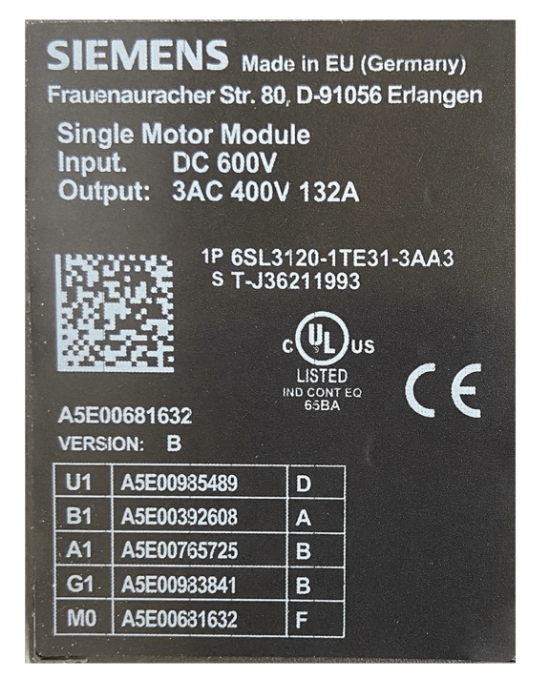 SIEMENS Made in EU (Germany)
Frauenauracher Str. 80, D-91056 Erlangen
Single Motor Module
Input. DC 600V
Output: 3AC 400V 132A
1P 6SL3120-1TE31-3AA3
S T-J36211993
C UL US
LISTED
IND CONT EQ
65BA
CE
A5E00681632
VERSION: B
U1 A5E00985489 D
B1 A5E00392608 A
A1 A5E00765725 B
G1 A5E00983841 B
M0 A5E00681632 F